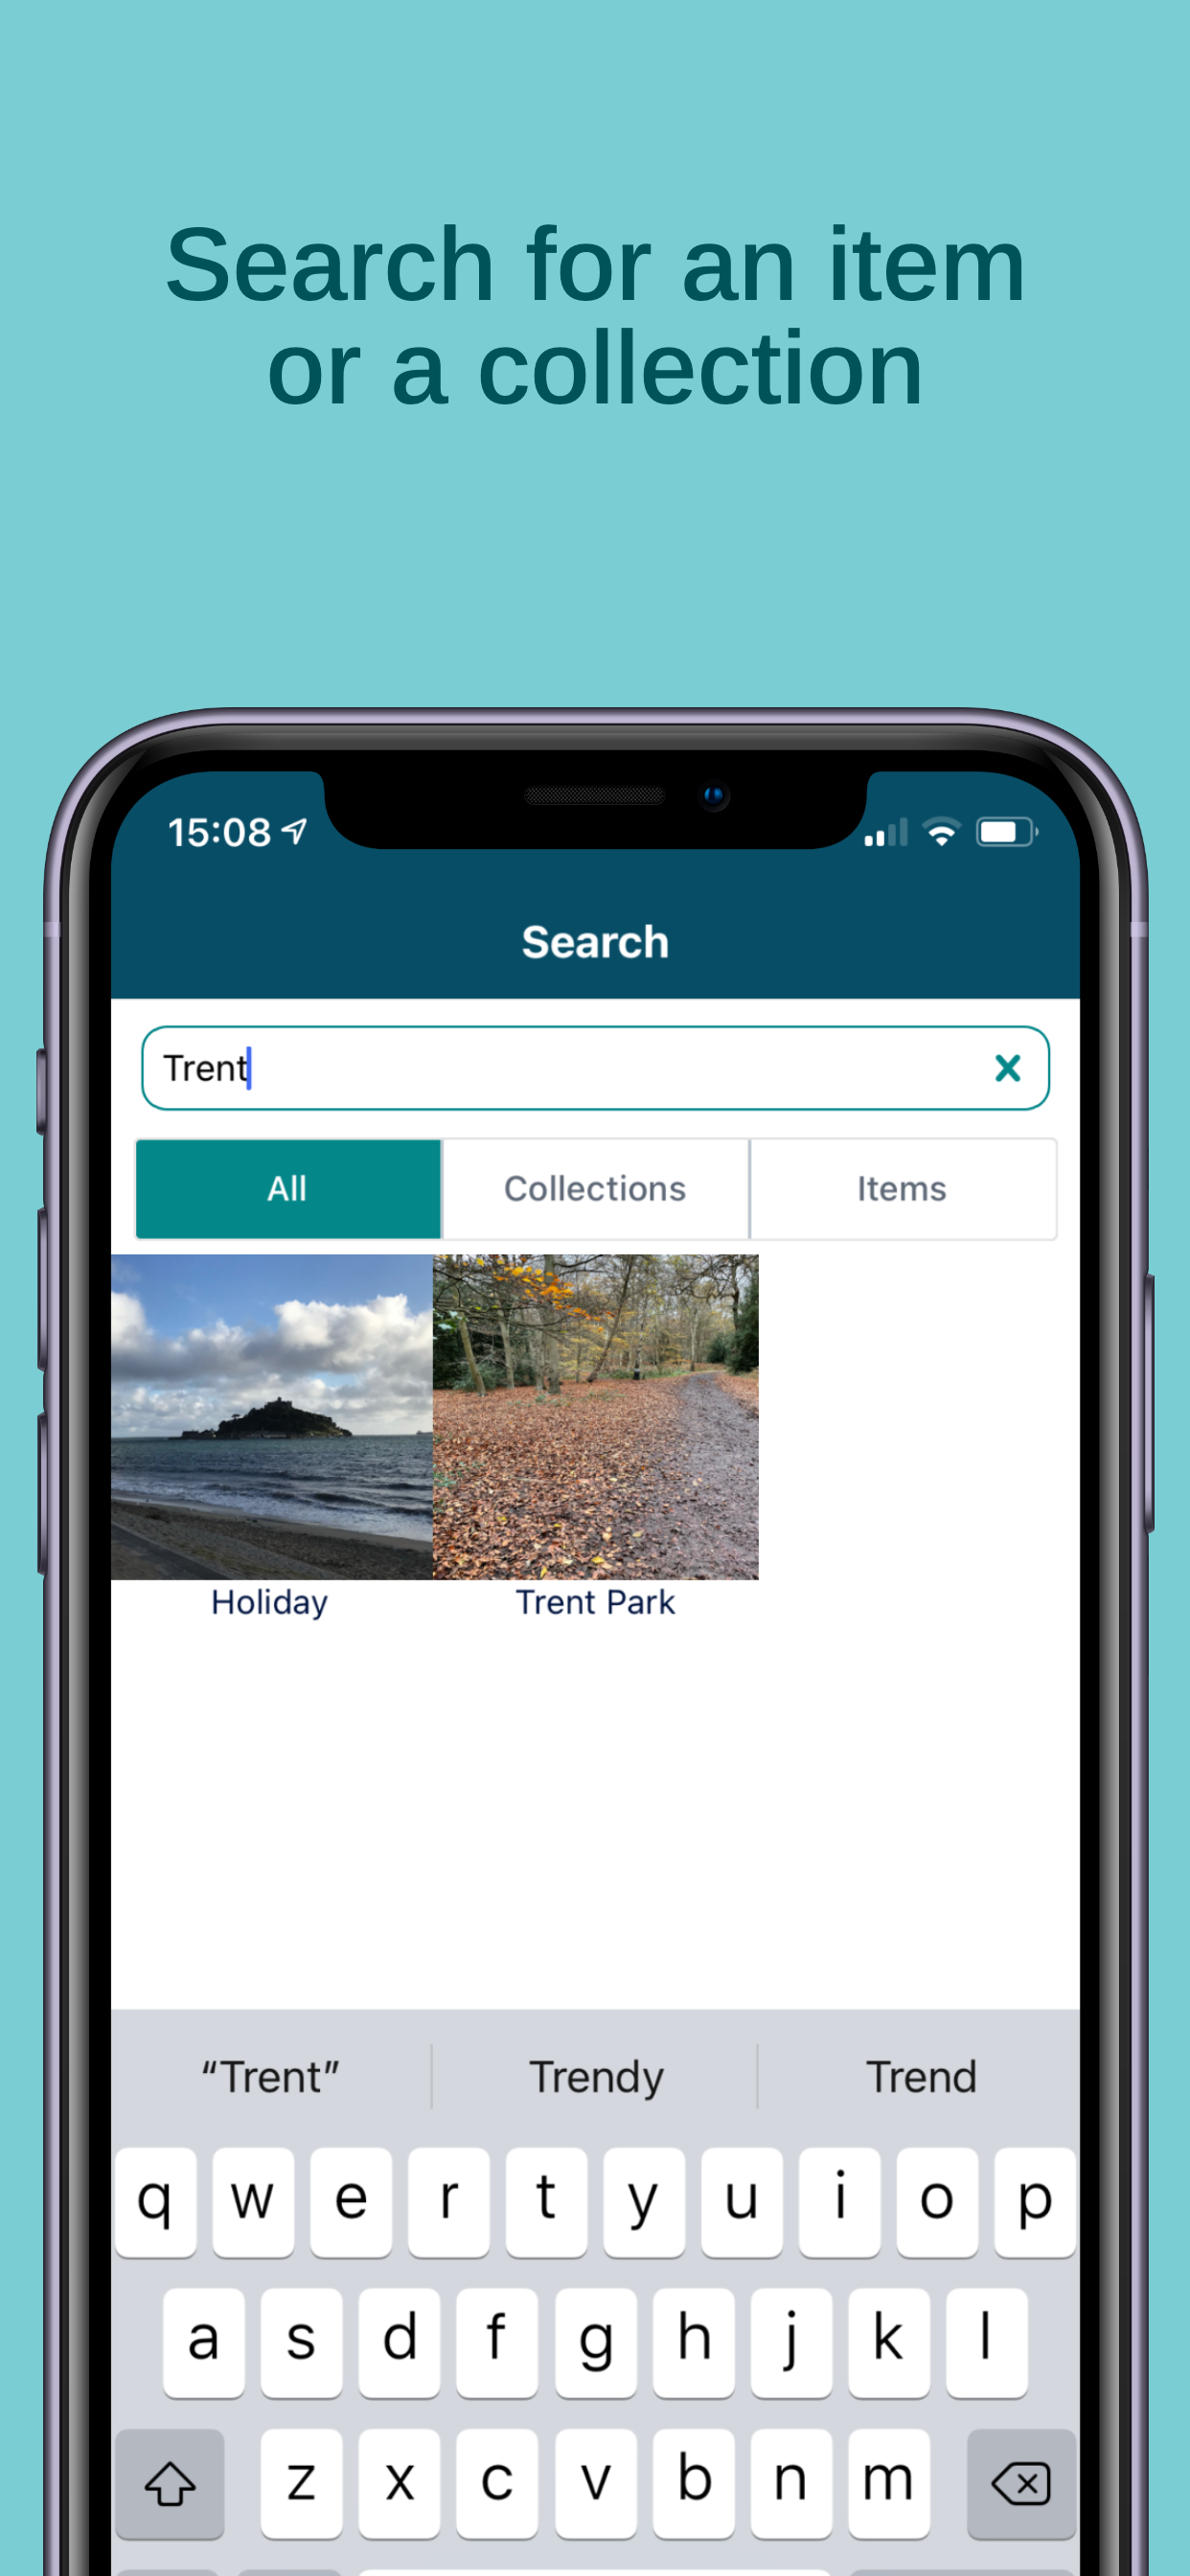 Search for an item
or a collection
15:08
Search
Trent
All Collections Items
Holiday Trent Park
“Trent” Trendy Trend
q w e r t y u i o p
a s d f g h j k l
z x c v b n m